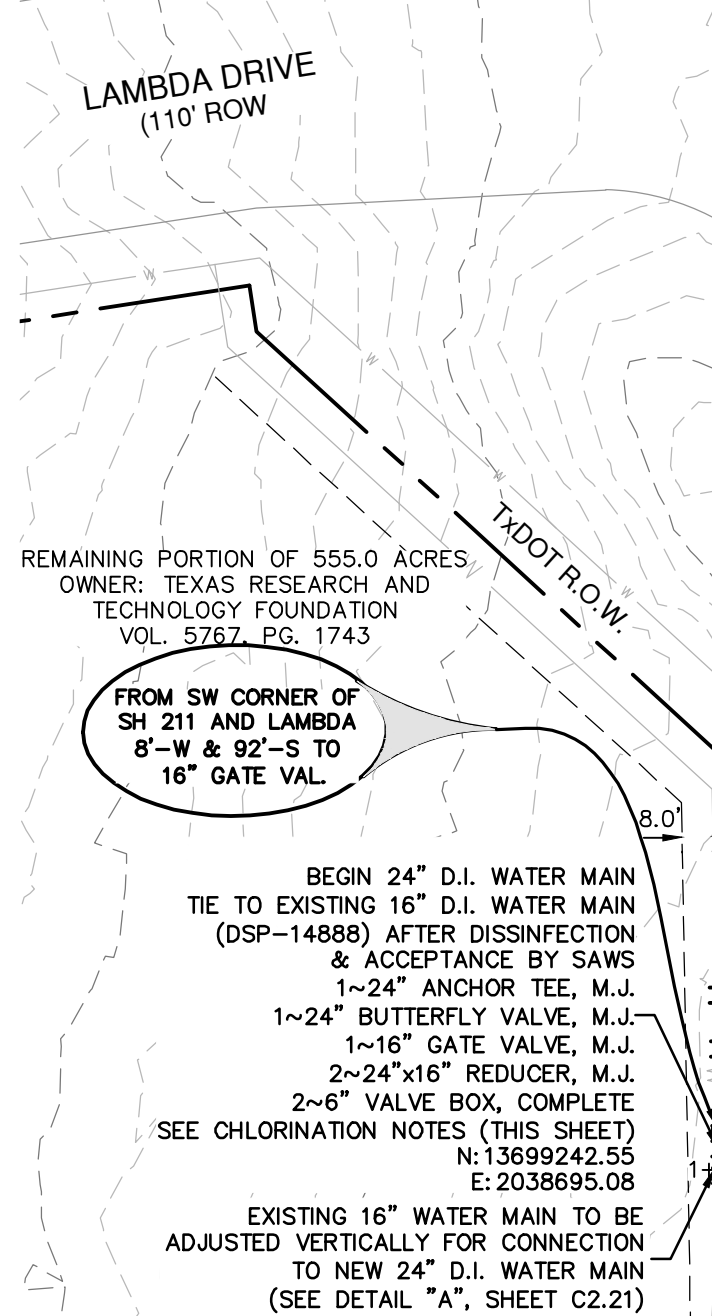 LAMBDA DRIVE
(110' ROW
W
W
W
TxDOT R.O.W.
W
W
REMAINING PORTION OF 555.0 ACRES
OWNER: TEXAS RESEARCH AND
TECHNOLOGY FOUNDATION
VOL. 5767, PG. 1743
FROM SW CORNER OF
SH 211 AND LAMBDA
8'-W & 92'-S TO
16" GATE VAL.
8.0'
BEGIN 24" D.I. WATER MAIN
TIE TO EXISTING 16" D.I. WATER MAIN
(DSP-14888) AFTER DISSINFECTION
& ACCEPTANCE BY SAWS
1~24" ANCHOR TEE, M.J.
1~24" BUTTERFLY VALVE, M.J.
1~16" GATE VALVE, M.J.
2~24"x16" REDUCER, M.J.
2~6" VALVE BOX, COMPLETE
SEE CHLORINATION NOTES (THIS SHEET)
N:13699242.55
E:2038695.08
1+
EXISTING 16" WATER MAIN TO BE
ADJUSTED VERTICALLY FOR CONNECTION
TO NEW 24" D.I. WATER MAIN
(SEE DETAIL "A", SHEET C2.21)